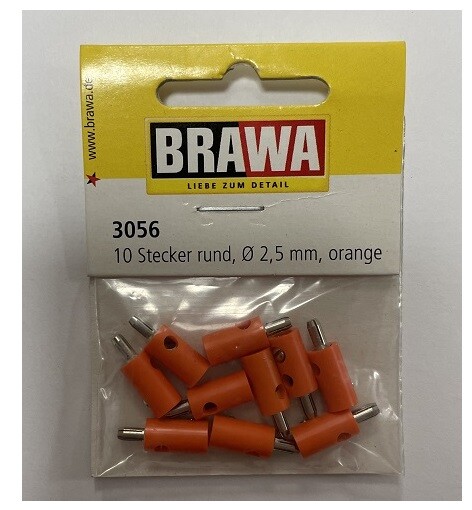 www.brawa.de
BRAWA
LIEBE ZUM DETAIL
3056
10 Stecker rund, Ø 2,5 mm, orange